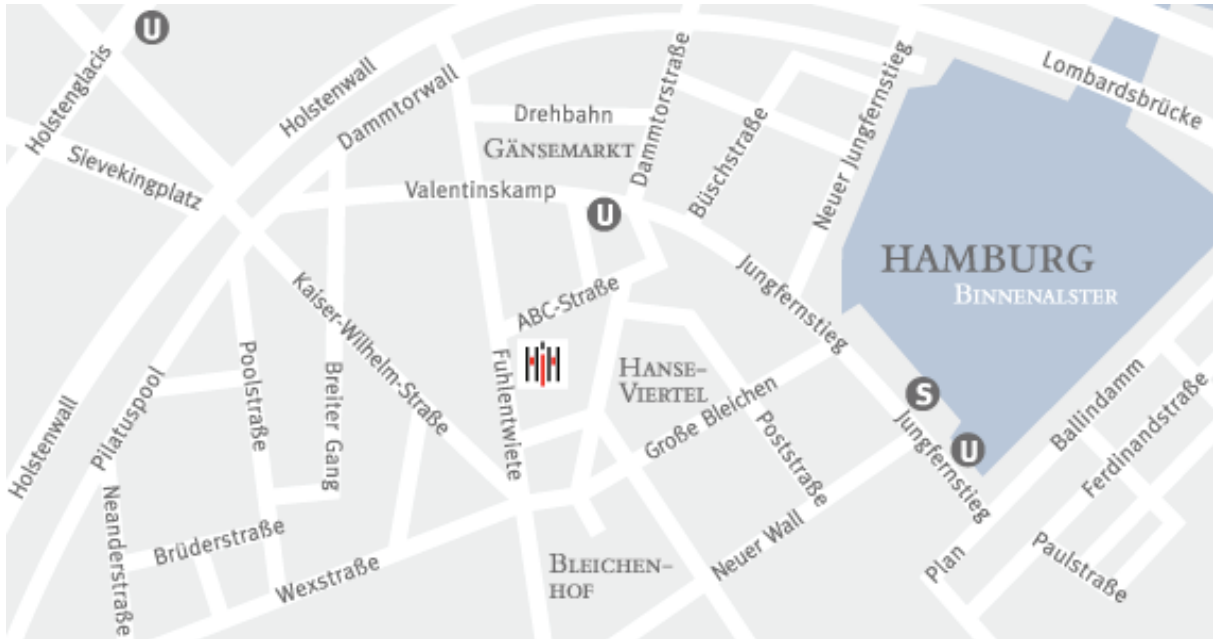 U
Holstenglacis
Holstenwall
Dammtorwall
Dammtorstraße
Drehbahn
GÄNSEMARKT
Büschstraße
Neuer Jungfernstieg
Lombardsbrücke
Slevekingplatz
Valentinskamp
U
HAMBURG
BINNENALSTER
Jungfernstieg
Kaiser-Wilhelm-Straße
ABC-Straße
HjH
HANSE-
VIERTEL
Fuhlentwiete
Große Bleichen
Poststraße
S
Jungfernstieg
U
Ballindamm
Ferdinandstraße
Holstenwall
Pilatuspool
Poolstraße
Breiter Gang
Neanderstraße
Brüderstraße
Wexstraße
BLEICHEN-
HOF
Neuer Wall
Plan
Paulstraße